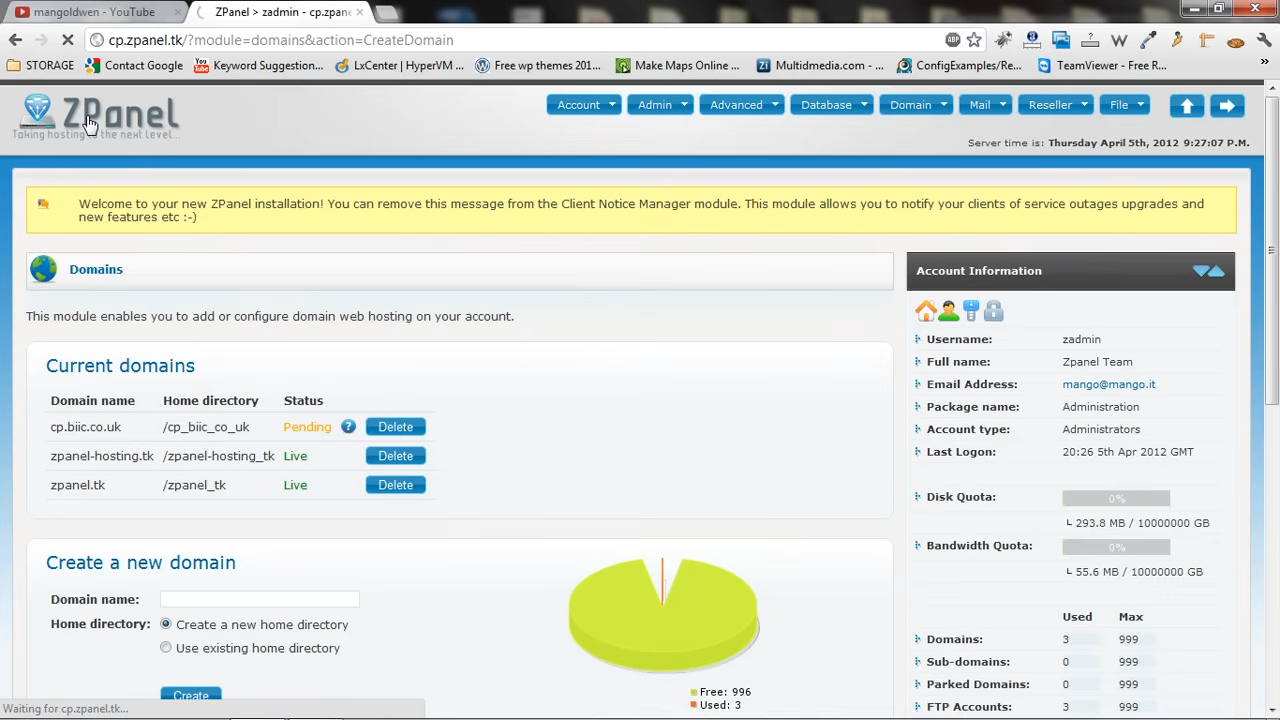 mangoldwen - YouTube
ZPanel > zadmin - cp.zpane
cp.zpanel.tk/?module=domains&action=CreateDomain
ABP
STORAGE
Contact Google
Keyword Suggestion...
LxCenter | HyperVM ...
Free wp themes 201...
Make Maps Online ...
Multidmedia.com - ...
ConfigExamples/Re...
TeamViewer - Free R...
ZPanel
Taking hosting to the next level...
Account
Admin
Advanced
Database
Domain
Mail
Reseller
File
Server time is: Thursday April 5th, 2012 9:27:07 P.M.
Welcome to your new ZPanel installation! You can remove this message from the Client Notice Manager module. This module allows you to notify your clients of service outages upgrades and
new features etc :-)
Domains
This module enables you to add or configure domain web hosting on your account.
Current domains
Domain name Home directory Status
cp.biic.co.uk /cp_biic_co_uk Pending ? Delete
zpanel-hosting.tk /zpanel-hosting_tk Live Delete
zpanel.tk /zpanel_tk Live Delete
Create a new domain
Domain name:
Home directory: Create a new home directory
Use existing home directory
Create
Free: 996
Used: 3
Account Information
Username: zadmin
Full name: Zpanel Team
Email Address: mango@mango.it
Package name: Administration
Account type: Administrators
Last Logon: 20:26 5th Apr 2012 GMT
Disk Quota: 0%
293.8 MB / 10000000 GB
Bandwidth Quota: 0%
55.6 MB / 10000000 GB
Used Max
Domains: 3 999
Sub-domains: 0 999
Parked Domains: 0 999
FTP Accounts: 3 999
Waiting for cp.zpanel.tk...